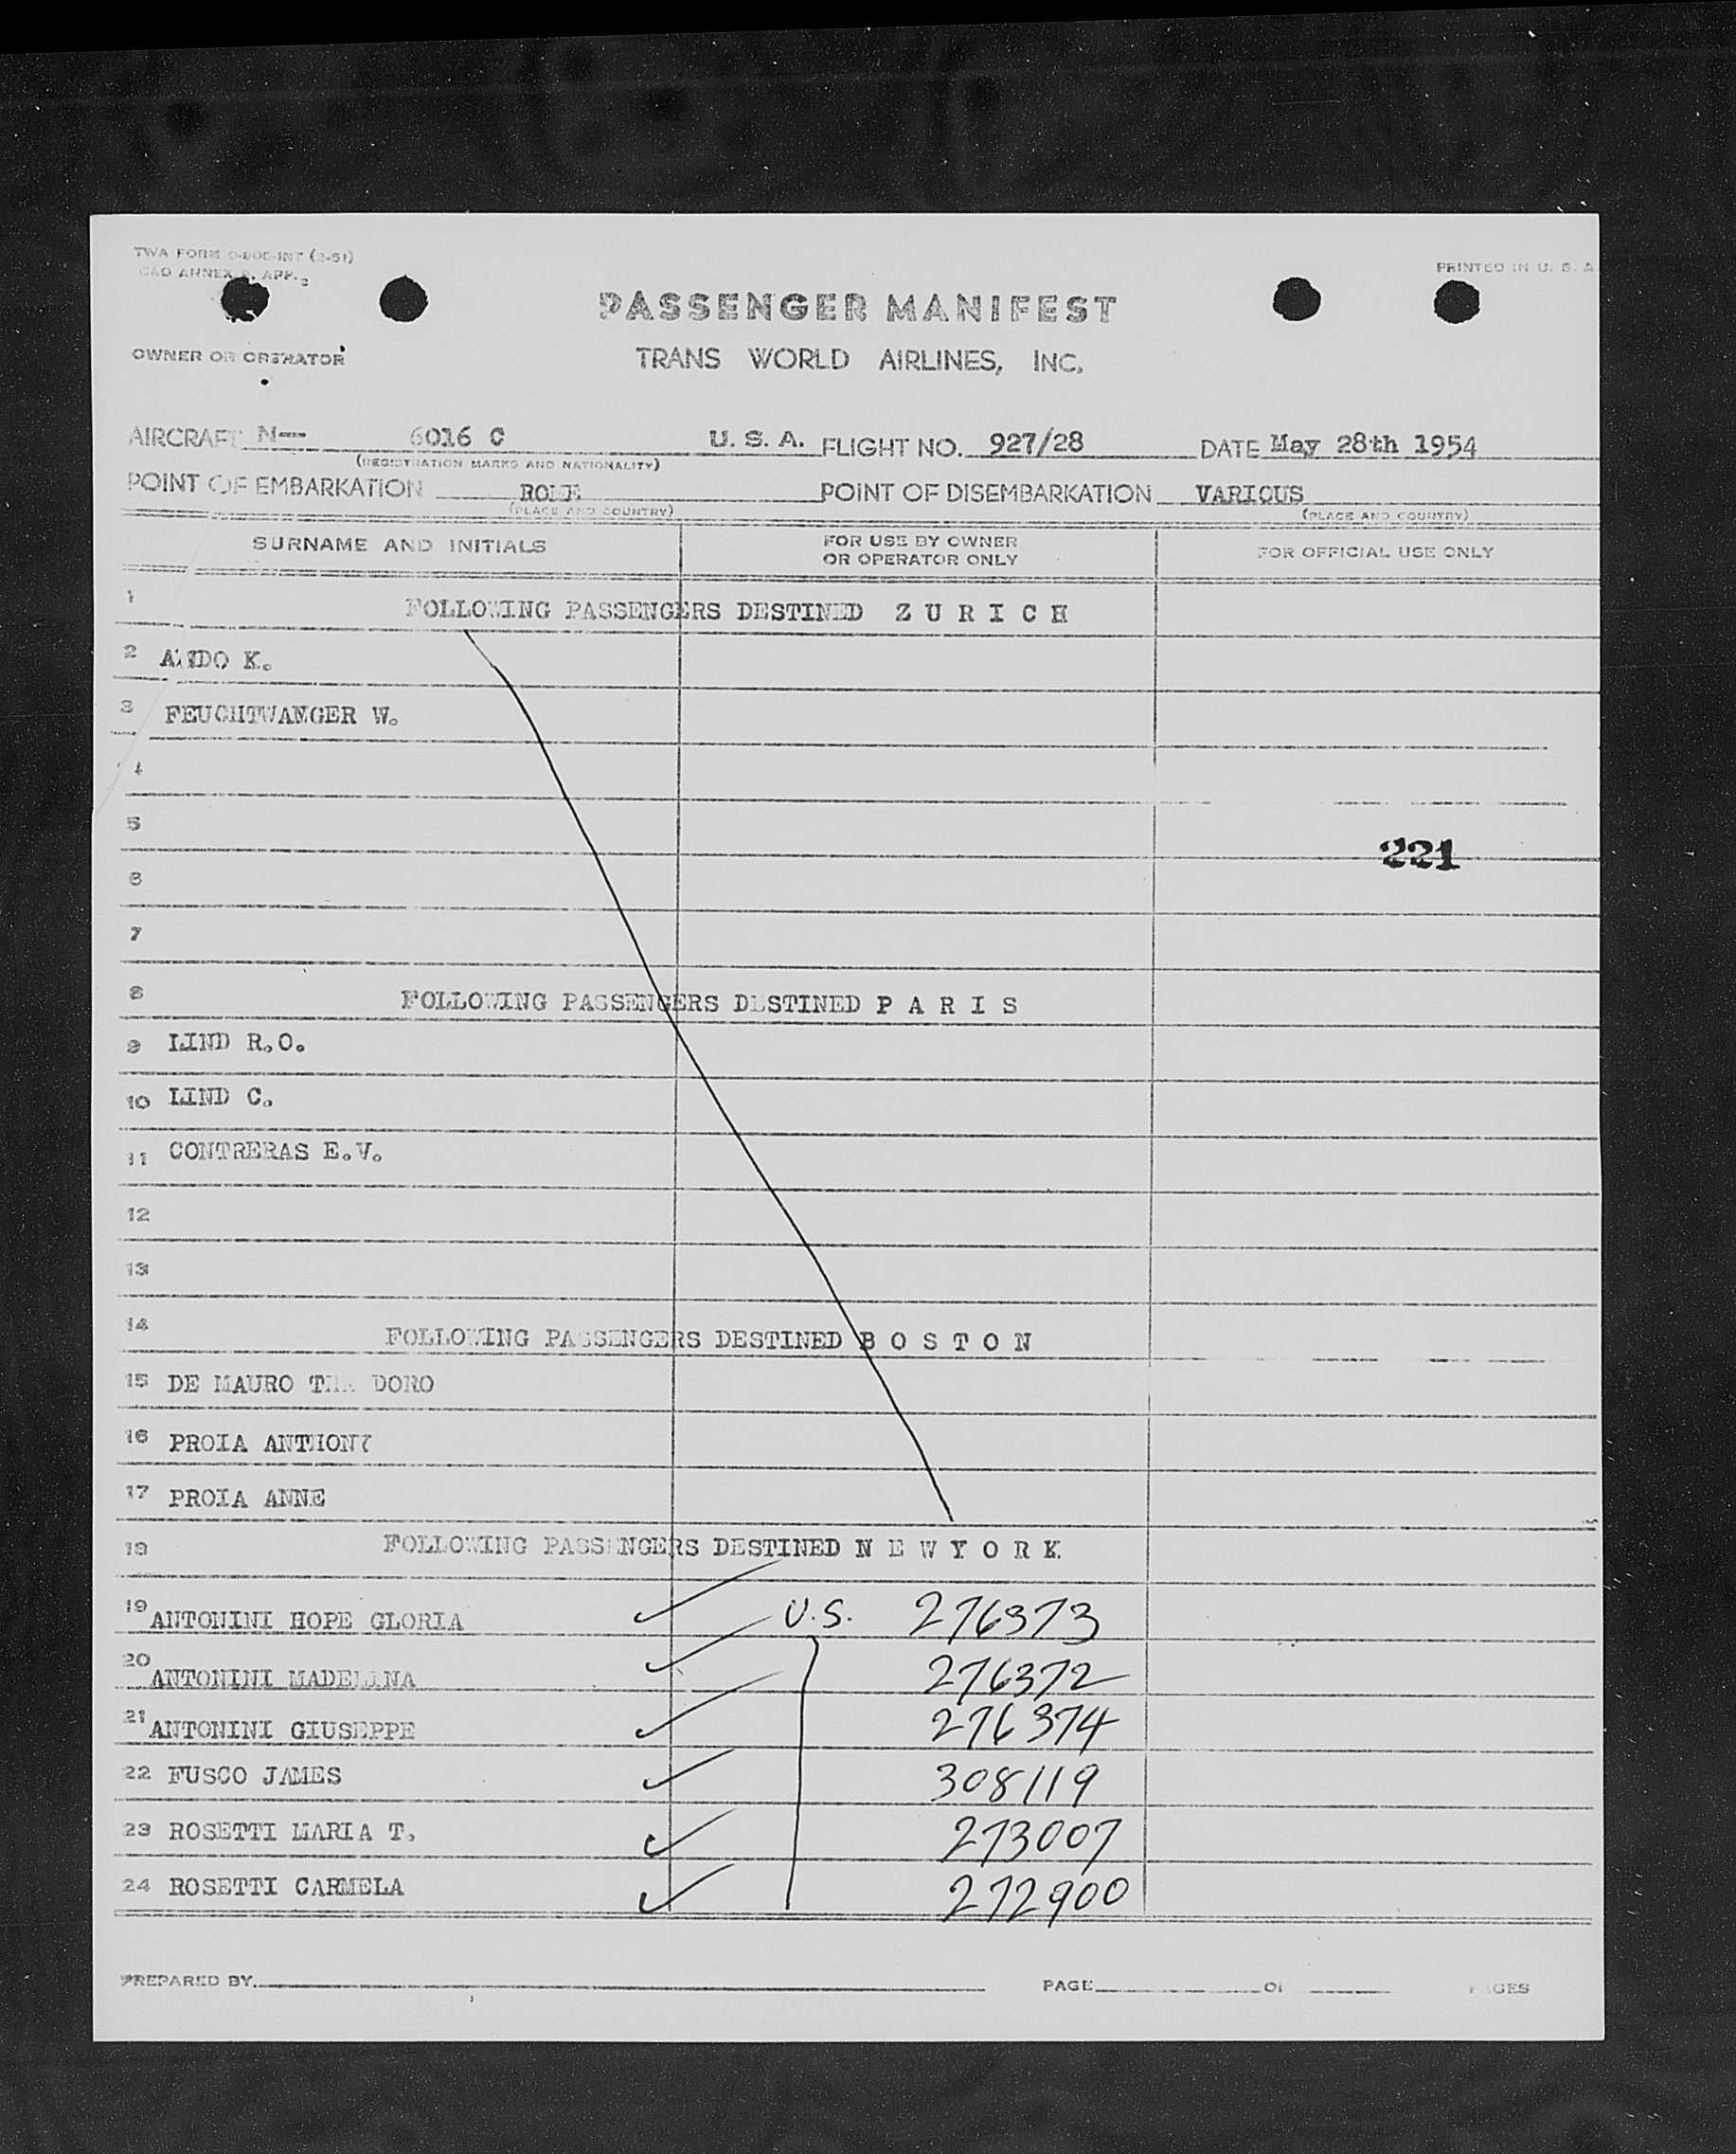 TWA FORM (2-51)
PRINTED IN U. S. A
PASSENGER MANIFEST
OWNER OR OPERATOR TRANS WORLD AIRLINES, INC.
AIRCRAFT N-- 6016 C U. S. A. FLIGHT NO. 927/28 DATE May 28th 1954
(REGISTRATION MARKS AND NATIONALITY)
POINT OF EMBARKATION ROME POINT OF DISEMBARKATION VARIOUS
(PLACE AND COUNTRY) (PLACE AND COUNTRY)
SURNAME AND INITIALS FOR USE BY OWNER OR OPERATOR ONLY FOR OFFICIAL USE ONLY
1 FOLLOWING PASSENGERS DESTINED Z U R I C H
2 ANDO K.
3 FEUCHTWANGER W.
4
5
221
6
7
8 FOLLOWING PASSENGERS DESTINED P A R I S
9 LIND R.O.
10 LIND C.
11 CONTRERAS E.V.
12
13
14 FOLLOWING PASSENGERS DESTINED B O S T O N
15 DE MAURO DORO
16 PROIA ANTHONY
17 PROIA ANNE
18 FOLLOWING PASSENGERS DESTINED N E W Y O R K
19 ANTONINI HOPE GLORIA U.S. 276373
20 ANTONINI MADELINA 276372
21 ANTONINI GIUSEPPE 276374
22 FUSCO JAMES 308119
23 ROSETTI MARIA T. 273007
24 ROSETTI CARMELA 272900
PREPARED BY PAGE OF PAGES